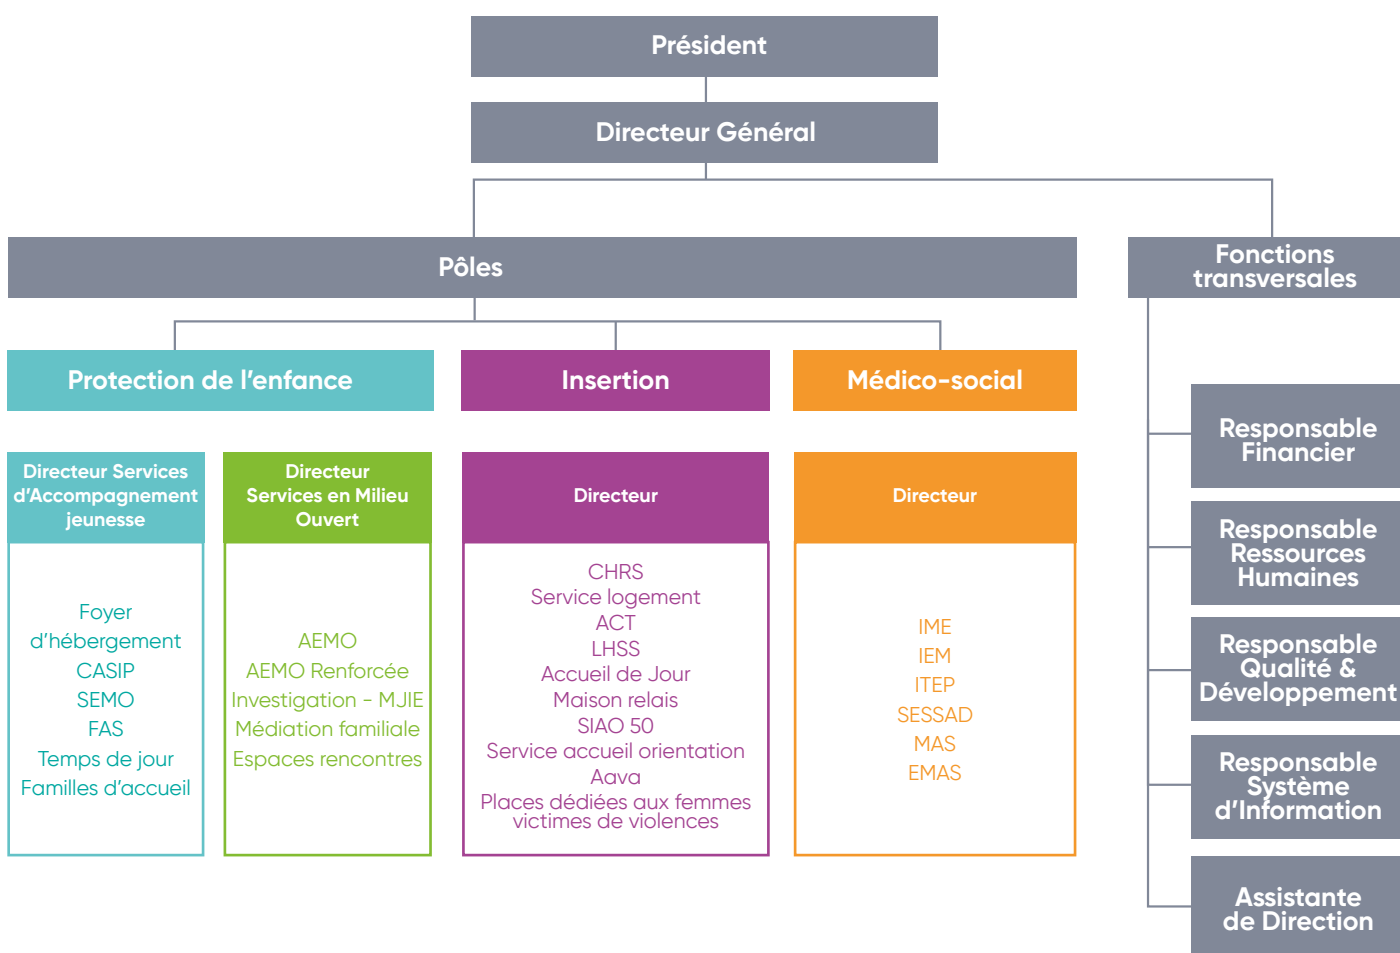 Président
Directeur Général
Pôles
Fonctions
transversales
Protection de l'enfance
Insertion
Médico-social
Directeur Services
d'Accompagnement
jeunesse
Foyer
d'hébergement
CASIP
SEMO
FAS
Temps de jour
Familles d'accueil
Directeur
Services en Milieu
Ouvert
AEMO
AEMO Renforcée
Investigation - MJIE
Médiation familiale
Espaces rencontres
Directeur
CHRS
Service logement
ACT
LHSS
Accueil de Jour
Maison relais
SIAO 50
Service accueil orientation
Aava
Places dédiées aux femmes
victimes de violences
Directeur
IME
IEM
ITEP
SESSAD
MAS
EMAS
Responsable
Financier
Responsable
Ressources
Humaines
Responsable
Qualité &
Développement
Responsable
Système
d'Information
Assistante
de Direction